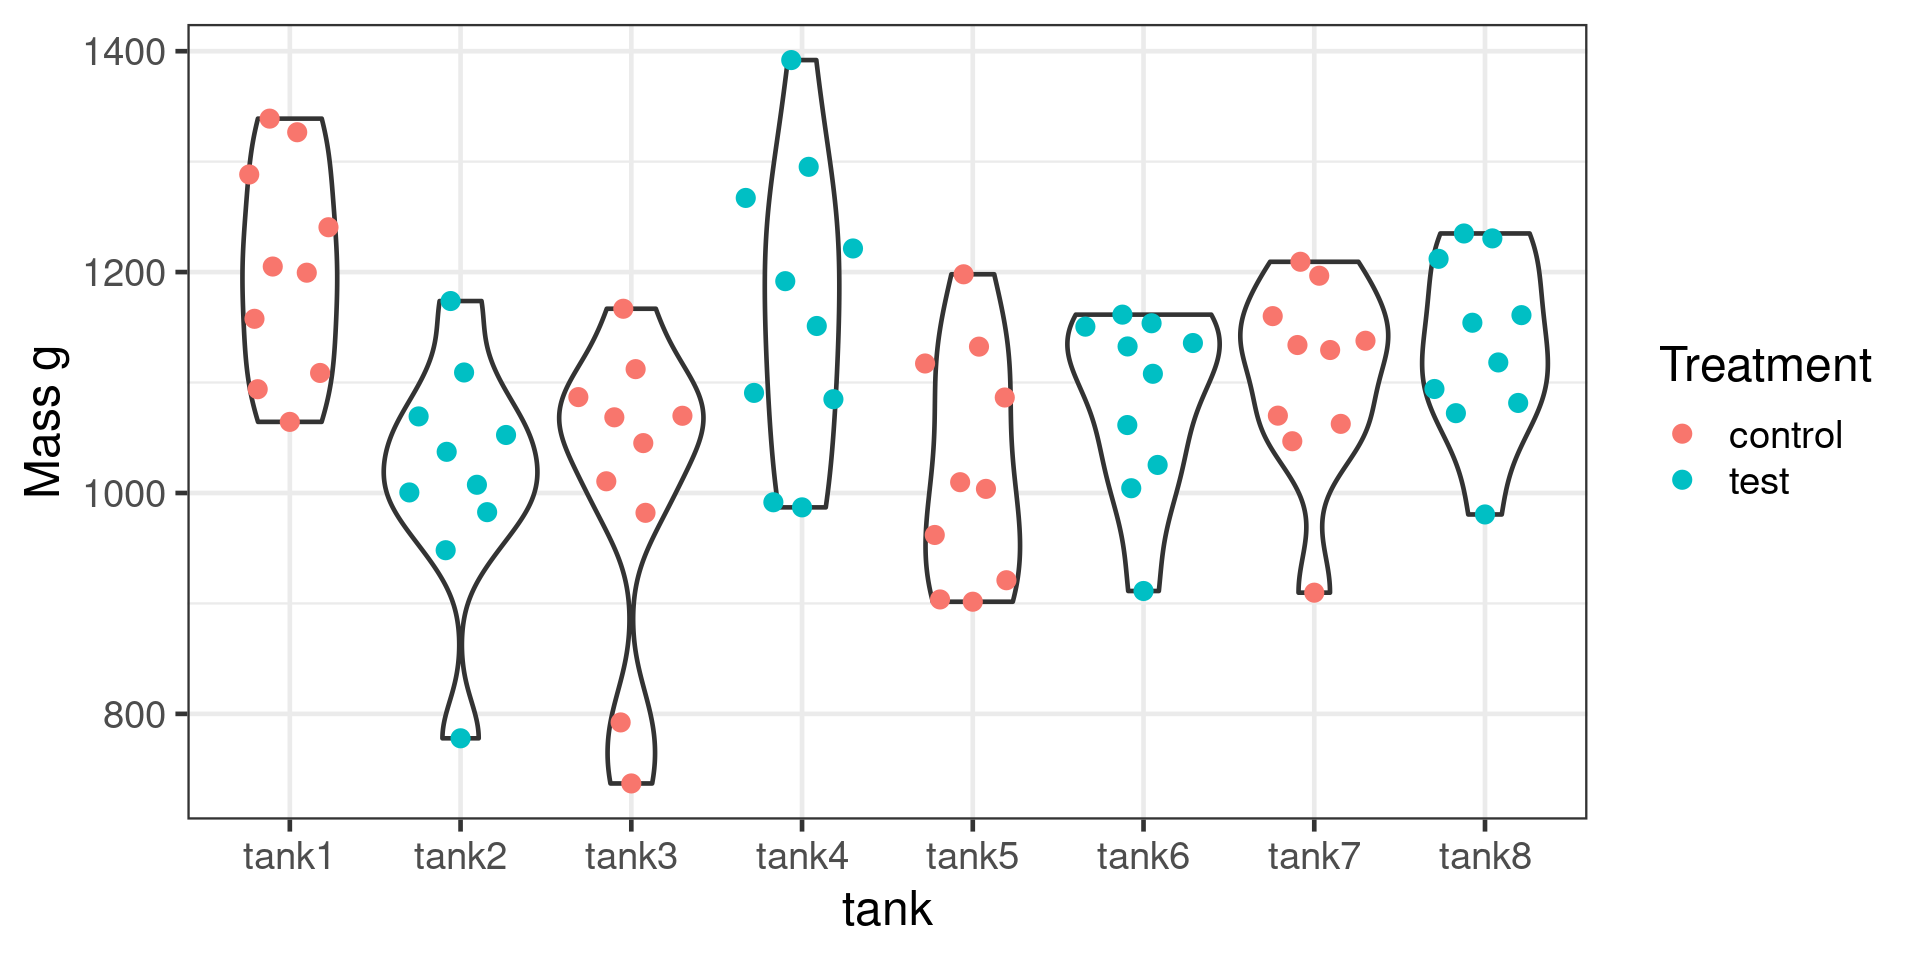 1400
1200
1000
800
Mass g
tank1 tank2 tank3 tank4 tank5 tank6 tank7 tank8
tank
Treatment
control
test